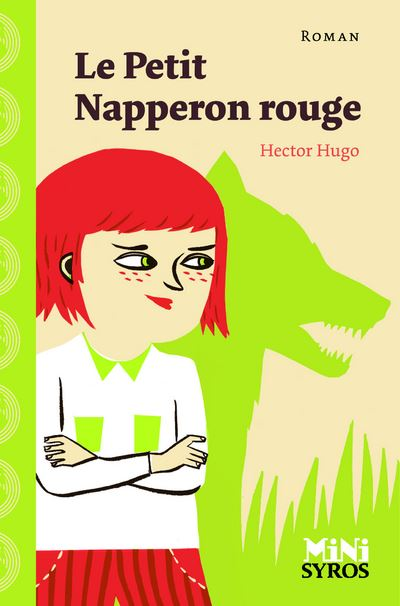 Roman
Le Petit
Napperon rouge
Hector Hugo
MiNi
SYROS